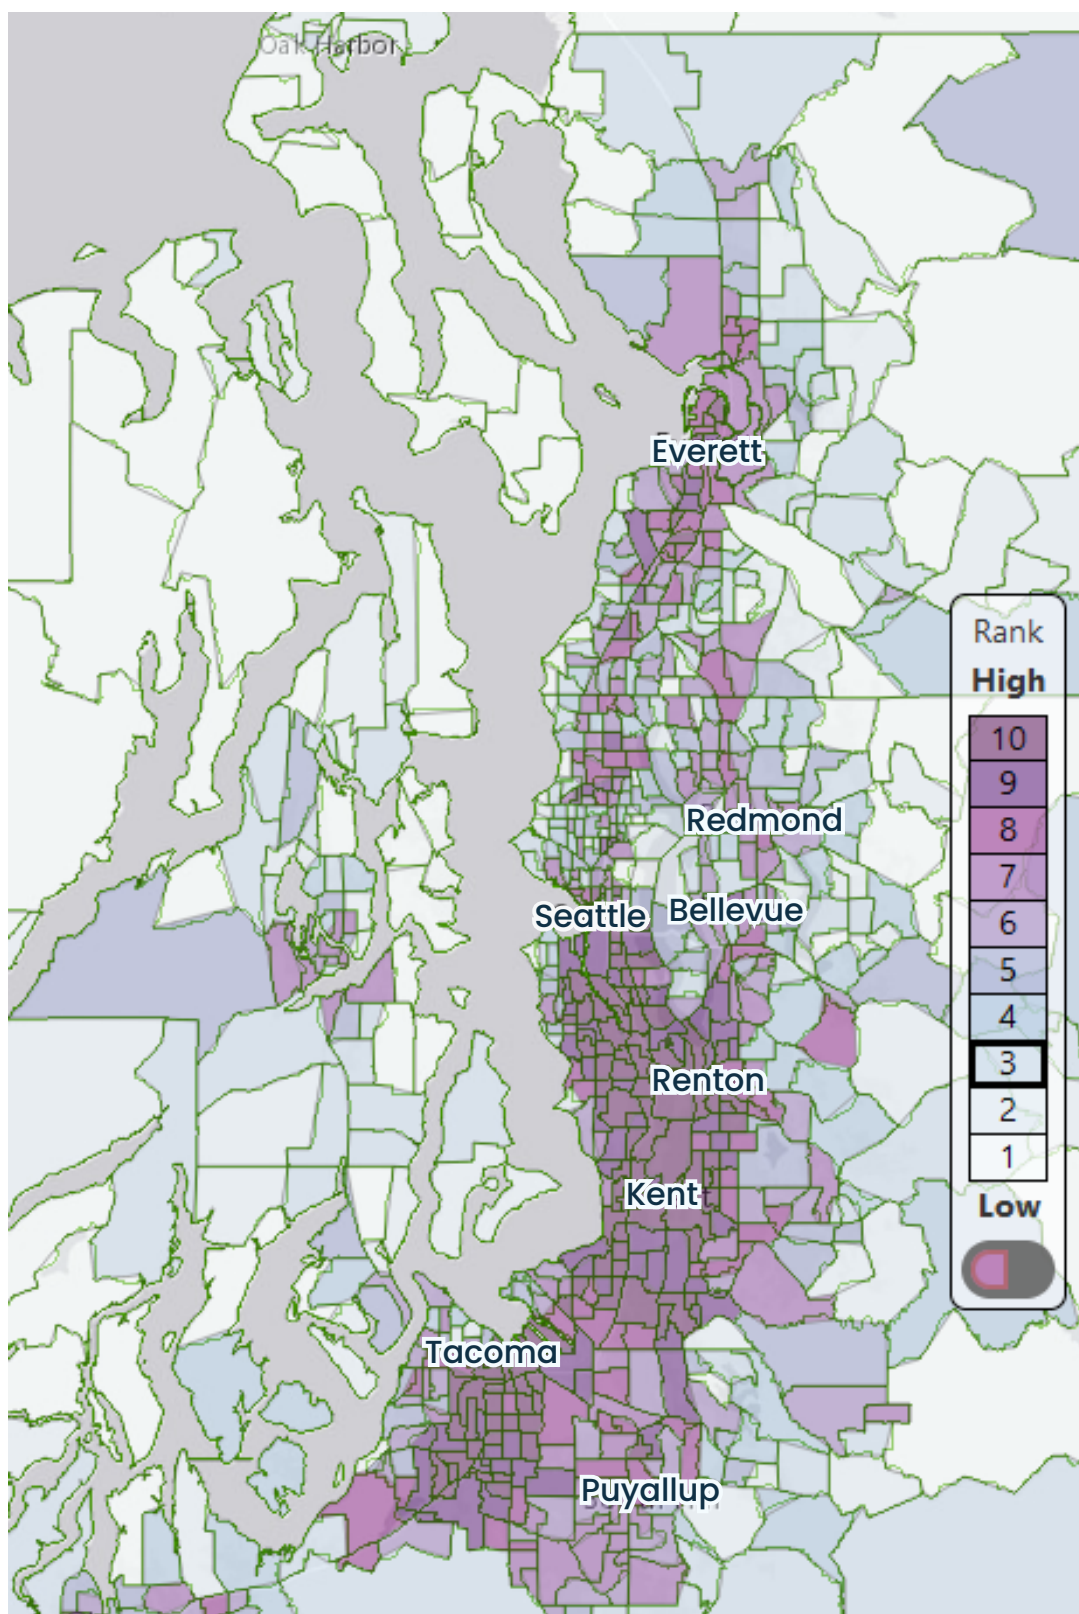 Oak Harbor
Everett
Rank
High
10
9
8
7
6
5
4
3
2
1
Low
Redmond
Seattle
Bellevue
Renton
Kent
Tacoma
Puyallup